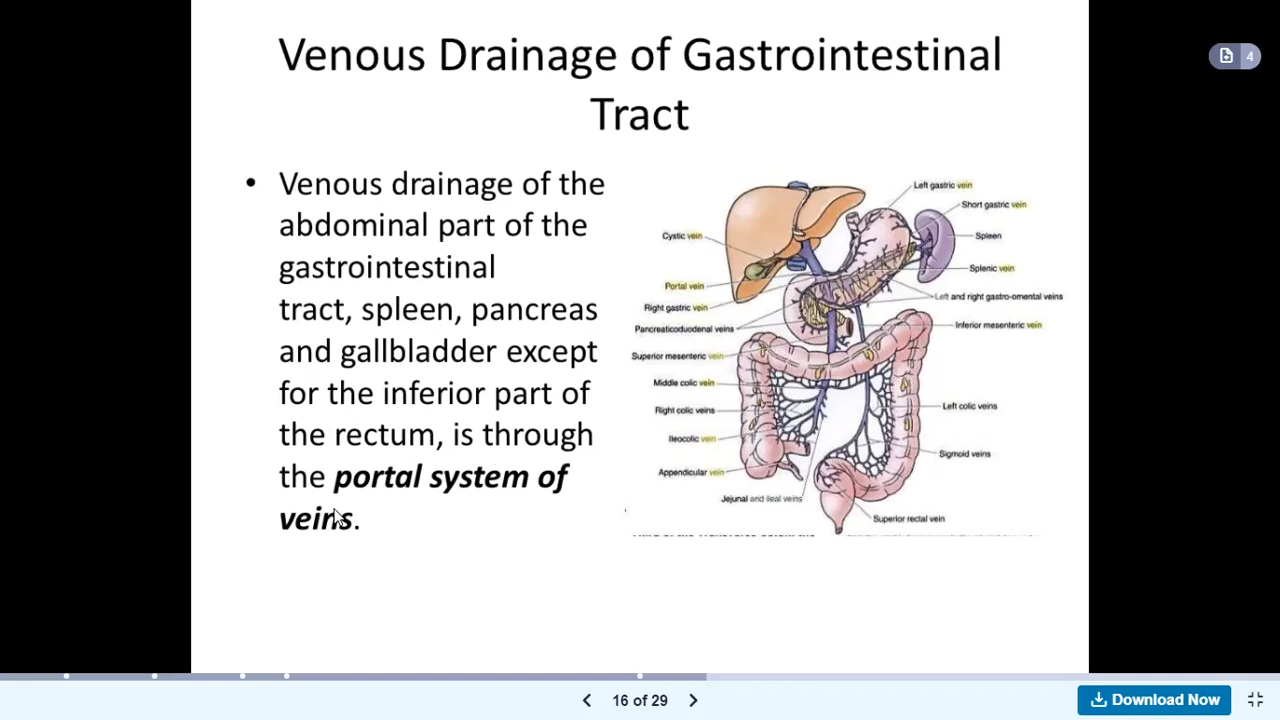 Venous Drainage of Gastrointestinal
Tract
4
• Venous drainage of the
abdominal part of the
gastrointestinal
tract, spleen, pancreas
and gallbladder except
for the inferior part of
the rectum, is through
the portal system of
veins.
Left gastric vein
Short gastric vein
Cystic vein
Spleen
Splenic vein
Portal vein
Left and right gastro-omental veins
Right gastric vein
Inferior mesenteric vein
Pancreaticoduodenal veins
Superior mesenteric vein
Middle colic vein
Left colic veins
Right colic veins
Ileocolic vein
Sigmoid veins
Appendicular vein
Jejunal and ileal veins
Superior rectal vein
16 of 29
Download Now